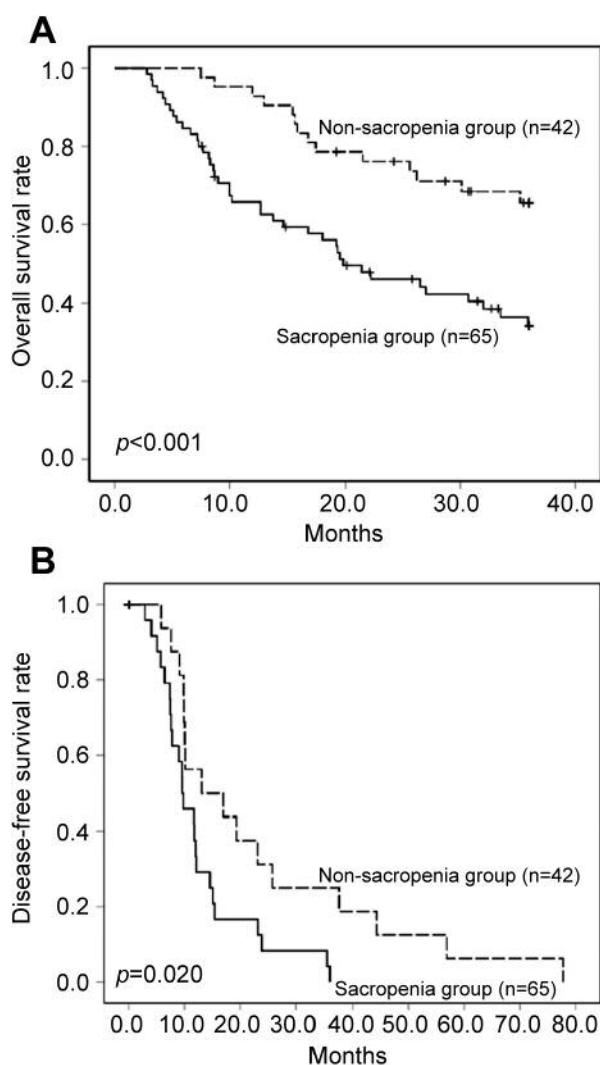 A
Overall survival rate
1.0
0.8
0.6
0.4
0.2
0.0
Non-sacropenia group (n=42)
Sacropenia group (n=65)
p<0.001
0.0 10.0 20.0 30.0 40.0
Months
B
Disease-free survival rate
1.0
0.8
0.6
0.4
0.2
0.0
Non-sacropenia group (n=42)
p=0.020
Sacropenia group (n=65)
0.0 10.0 20.0 30.0 40.0 50.0 60.0 70.0 80.0
Months